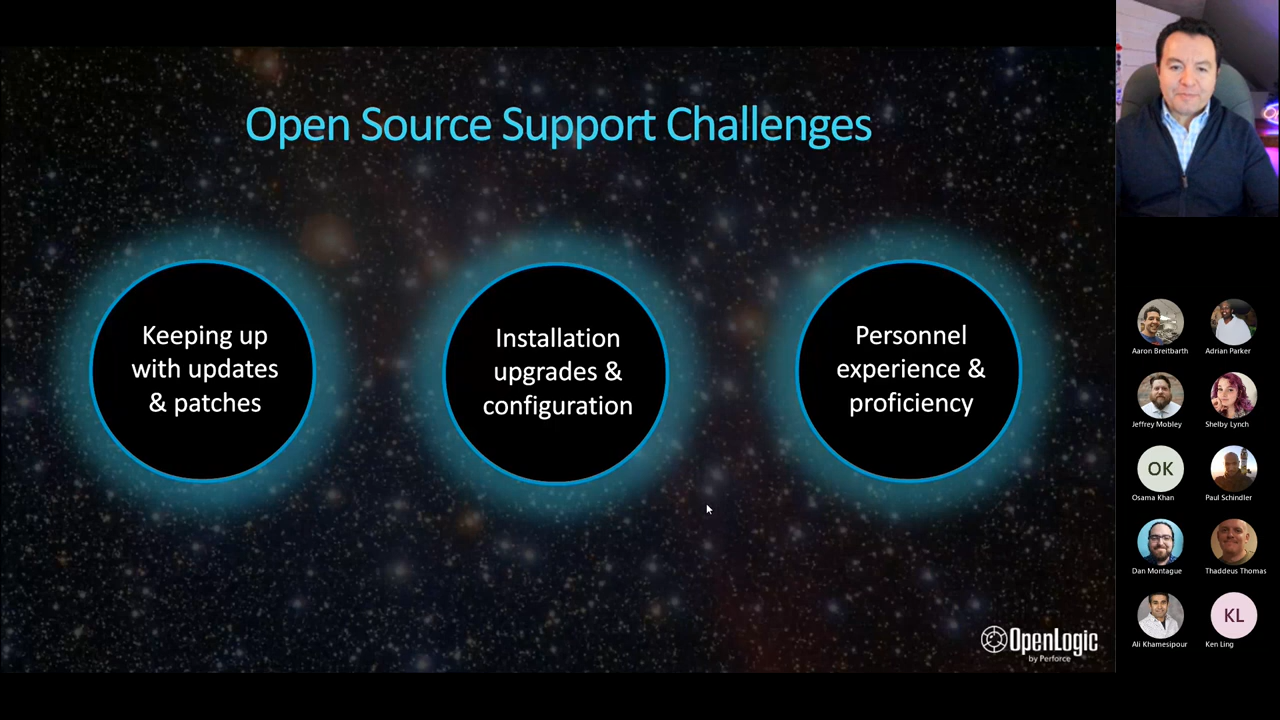 Open Source Support Challenges
Keeping up
with updates
& patches
Installation
upgrades &
configuration
Personnel
experience &
proficiency
OpenLogic
by Perforce
Aaron Breitbarth
Adrian Parker
Jeffrey Mobley
Shelby Lynch
OK
Osama Khan
Paul Schindler
Dan Montague
Thaddeus Thomas
Ali Khamesipour
KL
Ken Ling